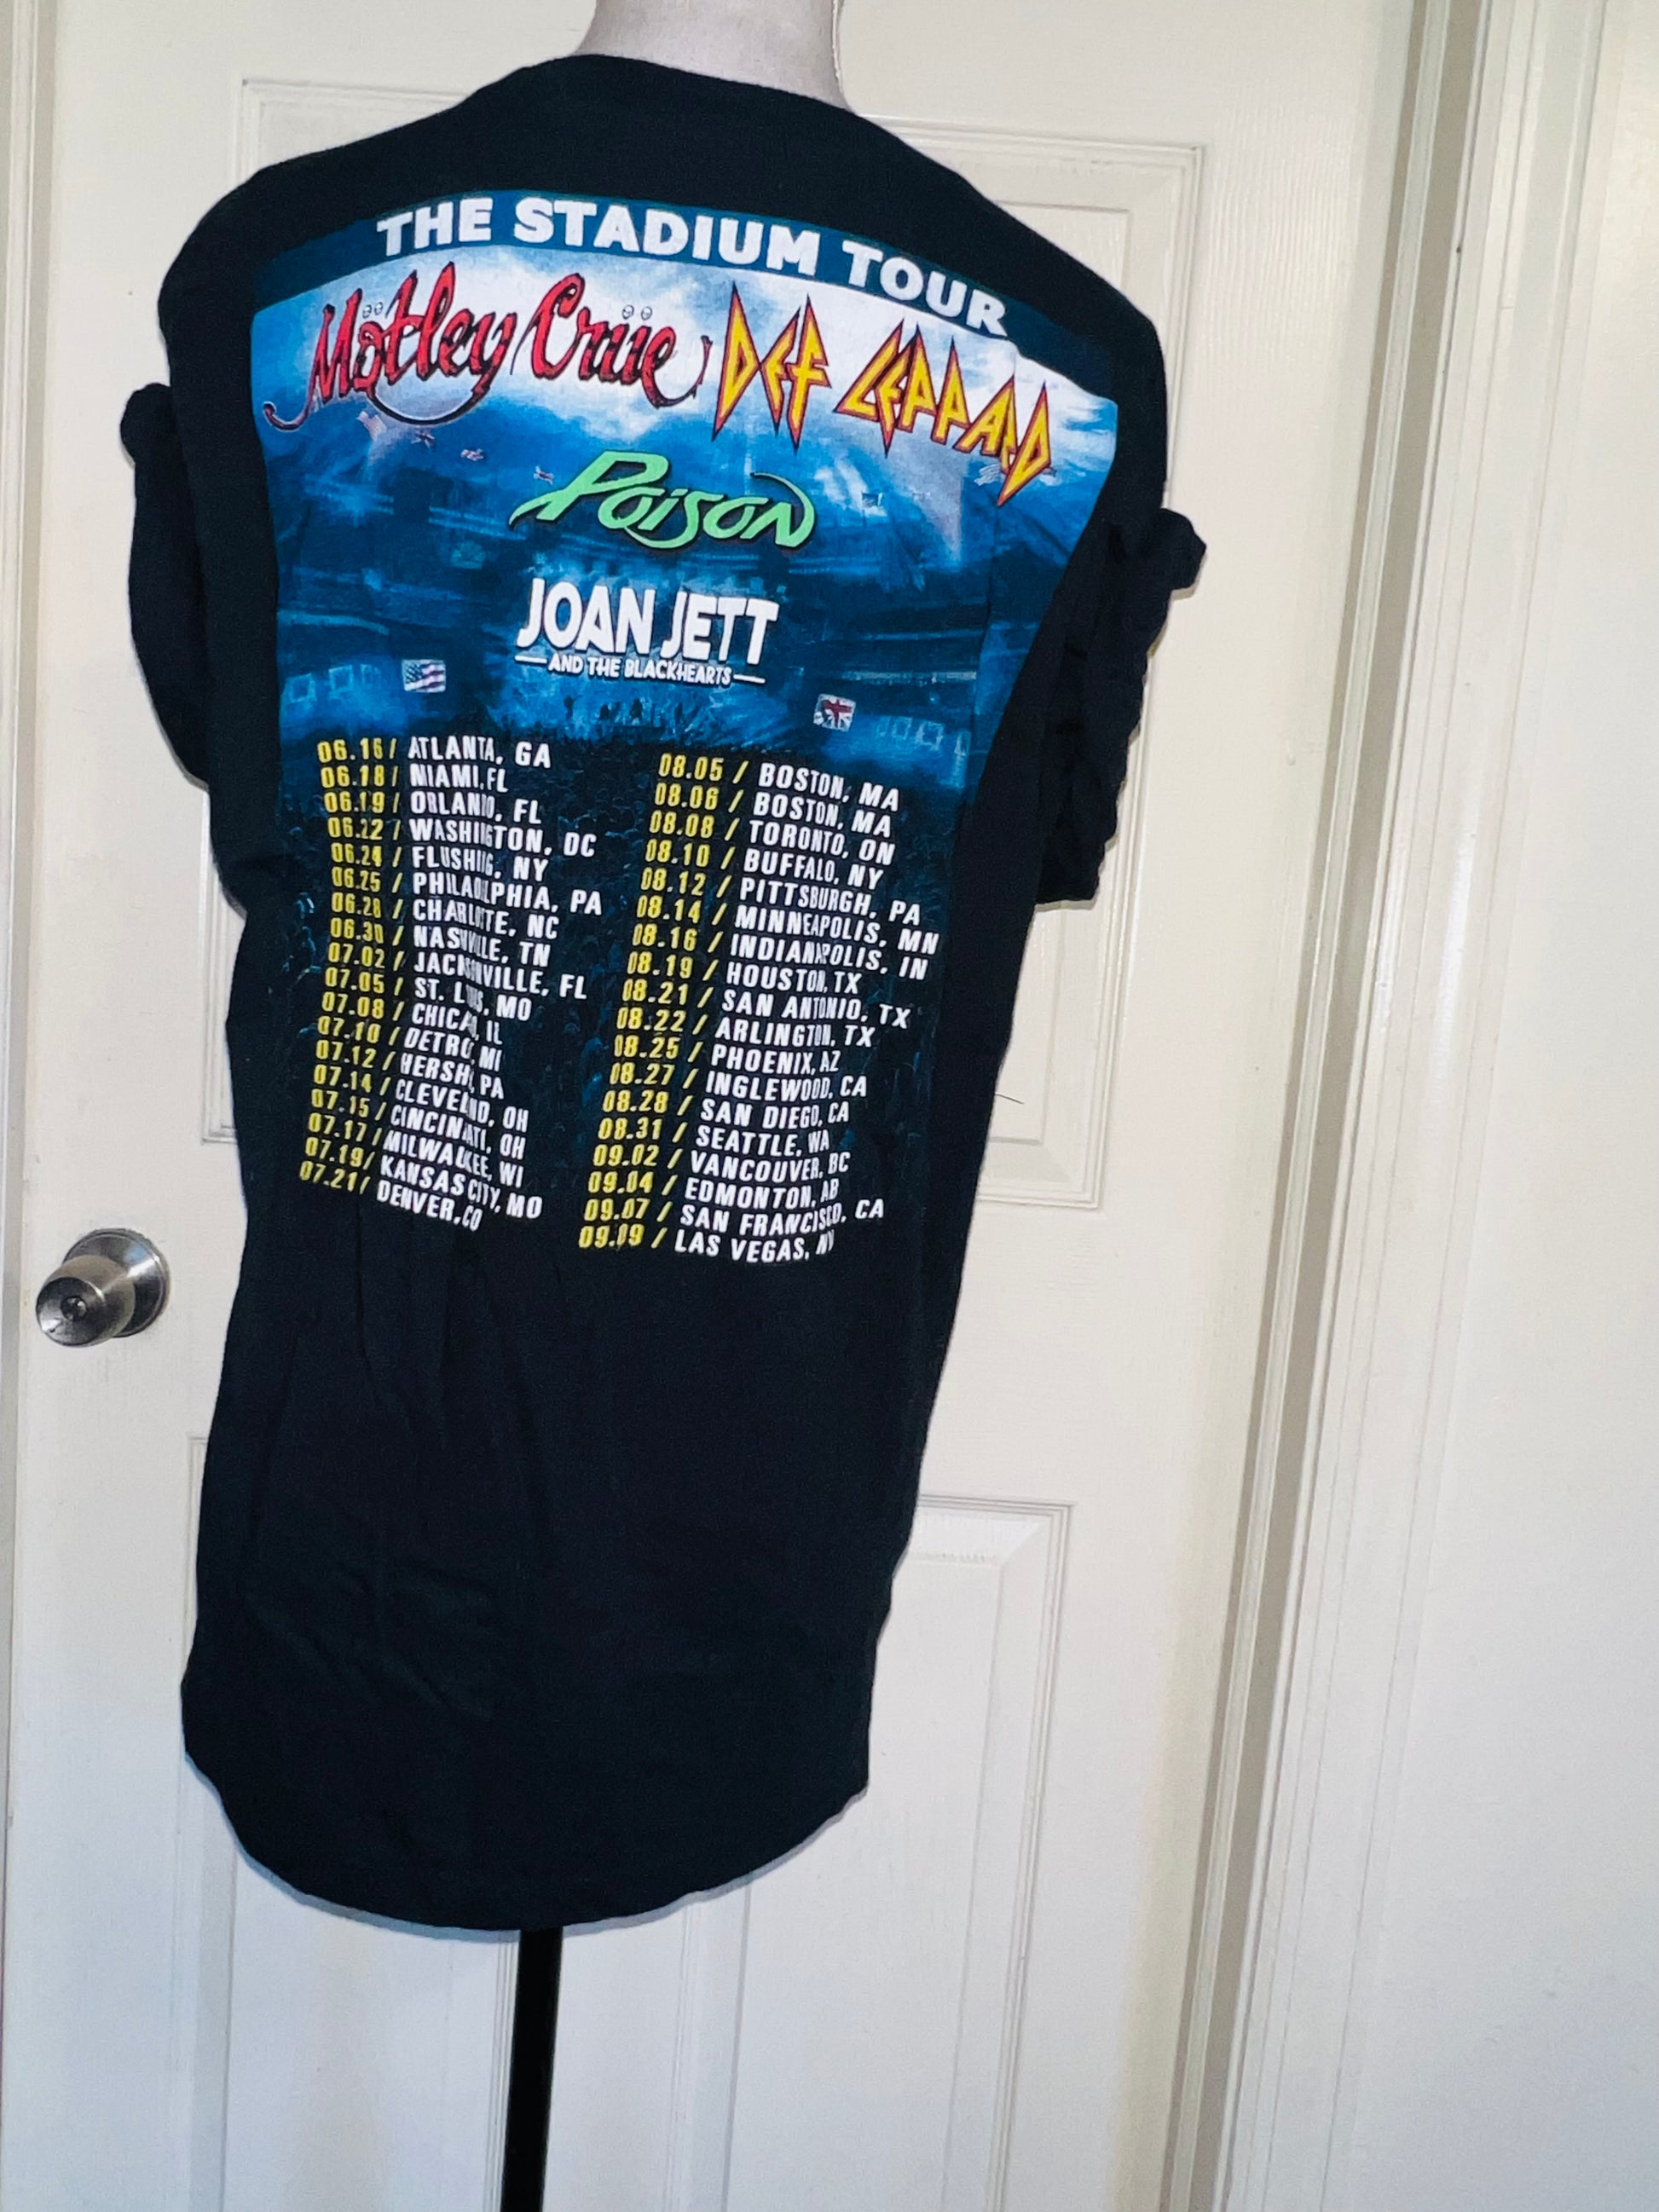 THE STADIUM TOUR
Mötley Crüe DEF LEPPARD
Poison
JOAN JETT
AND THE BLACKHEARTS
06.16 / ATLANTA, GA
06.18 / MIAMI, FL
06.19 / ORLANDO, FL
06.22 / WASHINGTON, DC
06.24 / FLUSHING, NY
06.25 / PHILADELPHIA, PA
06.28 / CHARLOTTE, NC
06.30 / NASHVILLE, TN
07.02 / JACKSONVILLE, FL
07.05 / ST. LOUIS, MO
07.08 / CHICAGO, IL
07.10 / DETROIT, MI
07.12 / HERSHEY, PA
07.14 / CLEVELAND, OH
07.15 / CINCINNATI, OH
07.17 / MILWAUKEE, WI
07.19 / KANSAS CITY, MO
07.21 / DENVER, CO
08.05 / BOSTON, MA
08.06 / BOSTON, MA
08.08 / TORONTO, ON
08.10 / BUFFALO, NY
08.12 / PITTSBURGH, PA
08.14 / MINNEAPOLIS, MN
08.16 / INDIANAPOLIS, IN
08.19 / HOUSTON, TX
08.21 / SAN ANTONIO, TX
08.22 / ARLINGTON, TX
08.25 / PHOENIX, AZ
08.27 / INGLEWOOD, CA
08.28 / SAN DIEGO, CA
08.31 / SEATTLE, WA
09.02 / VANCOUVER, BC
09.04 / EDMONTON, AB
09.07 / SAN FRANCISCO, CA
09.09 / LAS VEGAS, NV